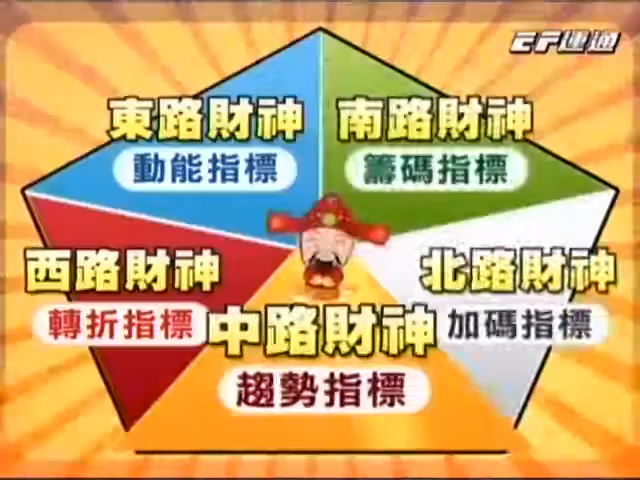 CF運通
東路財神
動能指標
南路財神
籌碼指標
西路財神
轉折指標
中路財神
趨勢指標
北路財神
加碼指標